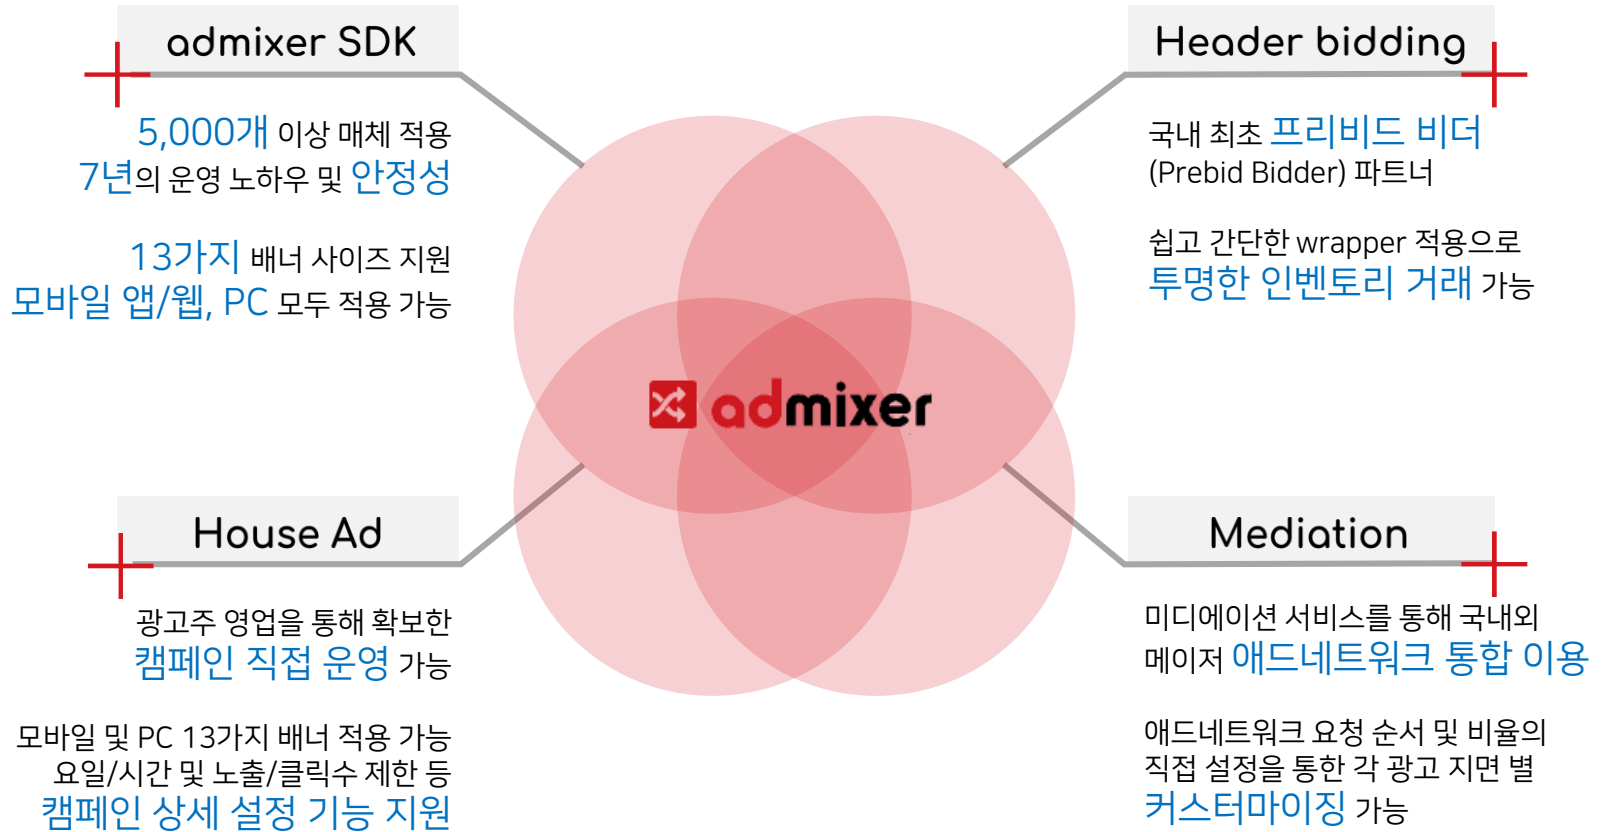 admixer SDK
5,000개 이상 매체 적용
7년의 운영 노하우 및 안정성
13가지 배너 사이즈 지원
모바일 앱/웹, PC 모두 적용 가능
Header bidding
국내 최초 프리비드 비더
(Prebid Bidder) 파트너
쉽고 간단한 wrapper 적용으로
투명한 인벤토리 거래 가능
admixer
House Ad
광고주 영업을 통해 확보한
캠페인 직접 운영 가능
모바일 및 PC 13가지 배너 적용 가능
요일/시간 및 노출/클릭수 제한 등
캠페인 상세 설정 기능 지원
Mediation
미디에이션 서비스를 통해 국내외
메이저 애드네트워크 통합 이용
애드네트워크 요청 순서 및 비율의
직접 설정을 통한 각 광고 지면 별
커스터마이징 가능